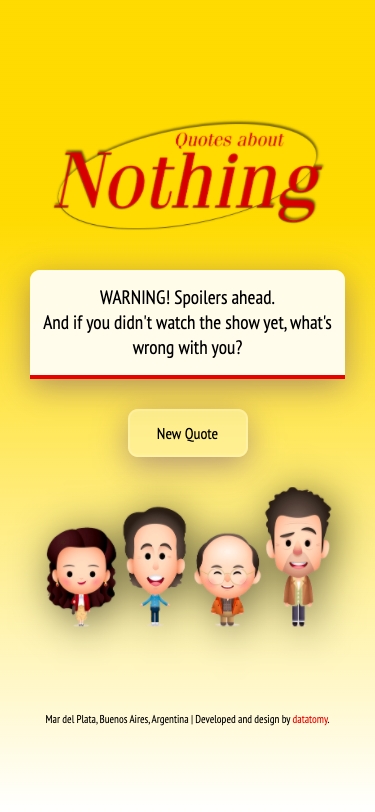 Quotes about
Nothing
WARNING! Spoilers ahead.
And if you didn't watch the show yet, what's
wrong with you?
New Quote
Mar del Plata, Buenos Aires, Argentina | Developed and design by datatomy.